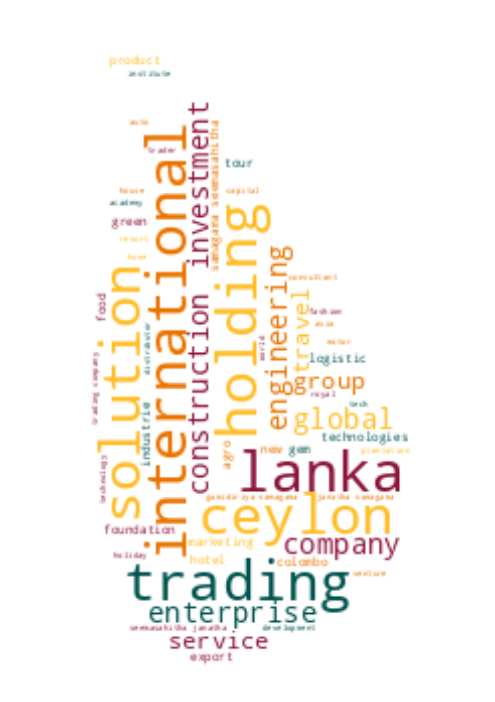 product
institute
auto
trader
tour
house
capital
academy
green
resort
home
international
investment
samagama seemasahitha
holding
solution
construction
engineering
travel
consultant
food
fashion
asia
distributor
motor
world
logistic
trading company
group
royal
tech
global
industrie
technologies
agro
new
gem
plantation
lanka
technology
gansdiriya samagama
janatha samagama
ceylon
foundation
marketing
company
holiday
hotel
colombo
venture
trading
enterprise
seemasahitha janatha
development
service
export